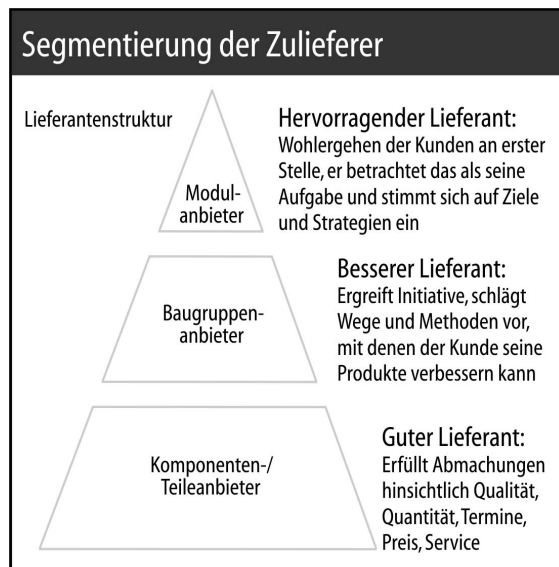 Segmentierung der Zulieferer
Lieferantenstruktur
Modul-
anbieter
Hervorragender Lieferant:
Wohlergehen der Kunden an erster
Stelle, er betrachtet das als seine
Aufgabe und stimmt sich auf Ziele
und Strategien ein
Baugruppen-
anbieter
Besserer Lieferant:
Ergreift Initiative, schlägt
Wege und Methoden vor,
mit denen der Kunde seine
Produkte verbessern kann
Komponenten-/
Teileanbieter
Guter Lieferant:
Erfüllt Abmachungen
hinsichtlich Qualität,
Quantität, Termine,
Preis, Service